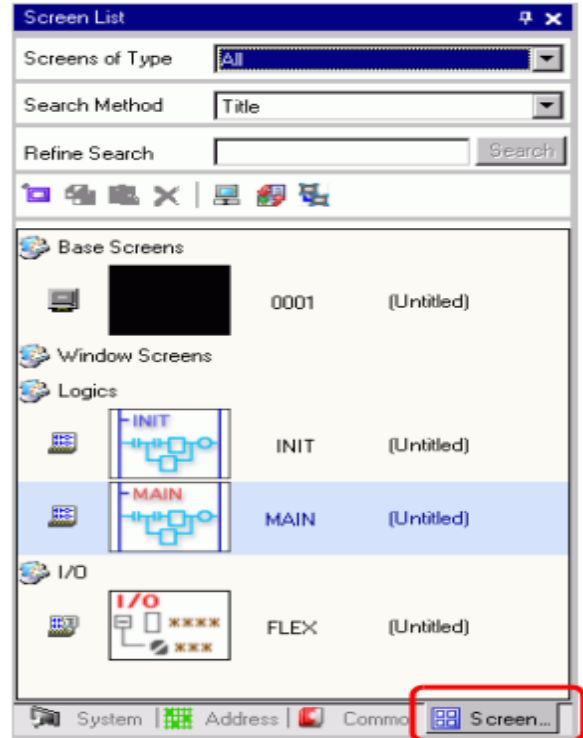 Screen List
Screens of Type All
Search Method Title
Refine Search Search
Base Screens
0001 (Untitled)
Window Screens
Logics
INIT INIT (Untitled)
MAIN MAIN (Untitled)
I/O
I/O **** *** FLEX (Untitled)
System Address Commo Screen...